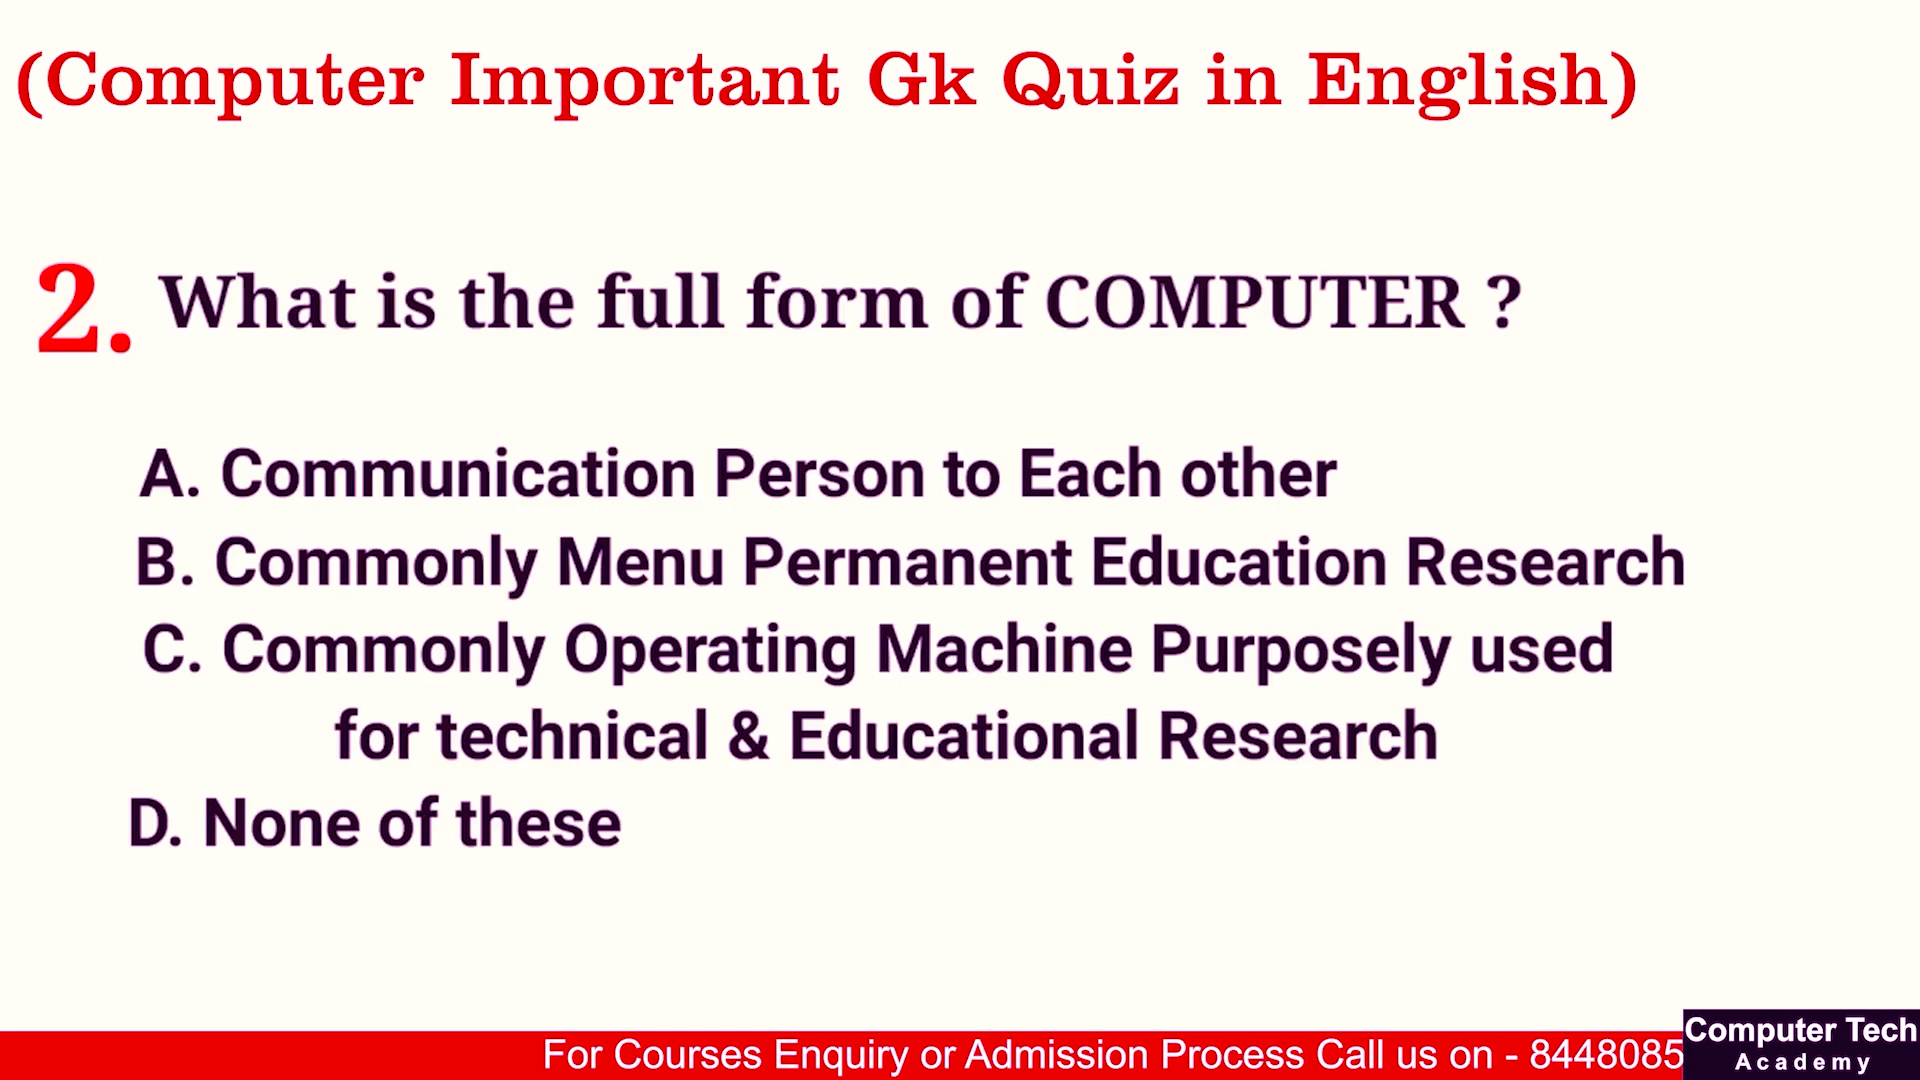 (Computer Important Gk Quiz in English)
2. What is the full form of COMPUTER ?
A. Communication Person to Each other
B. Commonly Menu Permanent Education Research
C. Commonly Operating Machine Purposely used
for technical & Educational Research
D. None of these
For Courses Enquiry or Admission Process Call us on - 8448085
Computer Tech
Academy